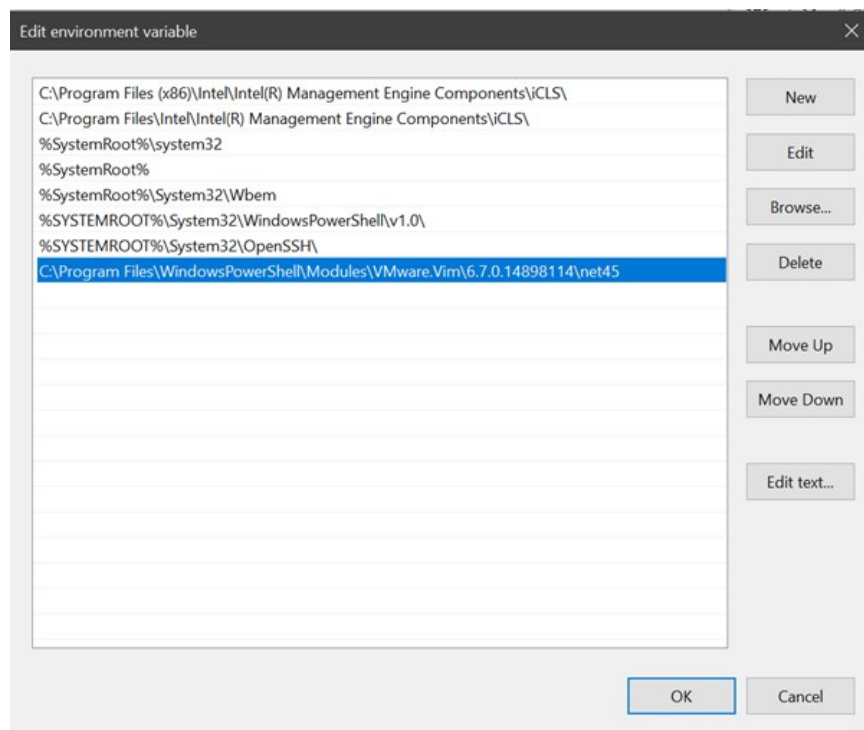 Edit environment variable
C:\Program Files (x86)\Intel\Intel(R) Management Engine Components\iCLS\
C:\Program Files\Intel\Intel(R) Management Engine Components\iCLS\
%SystemRoot%\system32
%SystemRoot%
%SystemRoot%\System32\Wbem
%SYSTEMROOT%\System32\WindowsPowerShell\v1.0\
%SYSTEMROOT%\System32\OpenSSH\
C:\Program Files\WindowsPowerShell\Modules\VMware.Vim\6.7.0.14898114\net45
New
Edit
Browse...
Delete
Move Up
Move Down
Edit text...
OK
Cancel